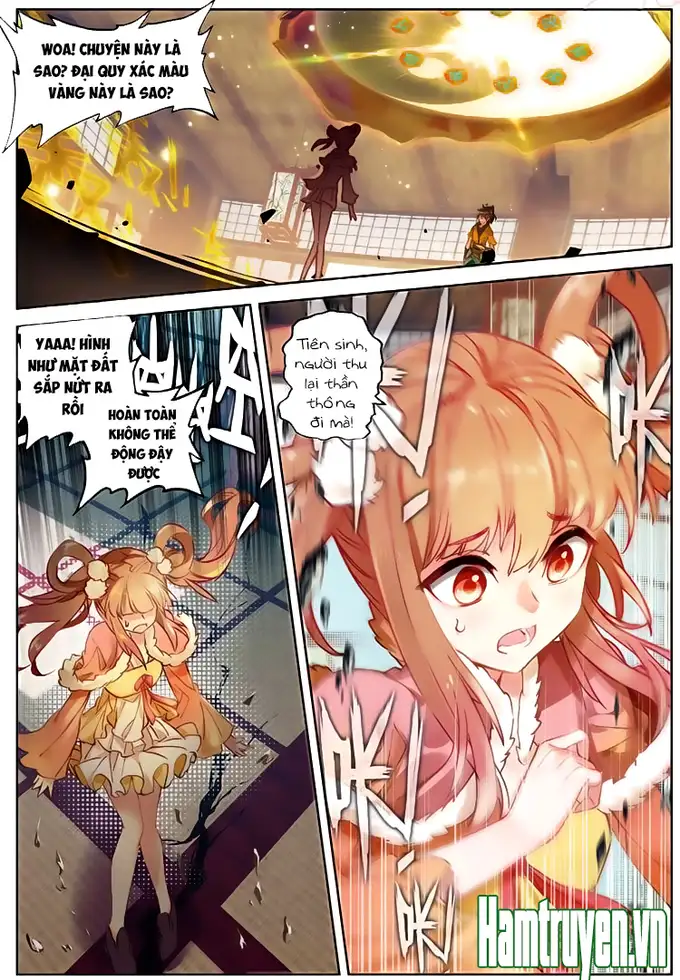 WOA! CHUYỆN NÀY LÀ
SAO? ĐẠI QUY XÁC MÀU
VÀNG NÀY LÀ SAO?
YAAA! HÌNH
NHƯ MẶT ĐẤT
SẮP NỨT RA
RỒI
HOÀN TOÀN
KHÔNG THỂ
ĐỘNG ĐẬY
ĐƯỢC
Tiên sinh,
người thu
lại thần
thông
đi mà!
Hamtruyen.vn